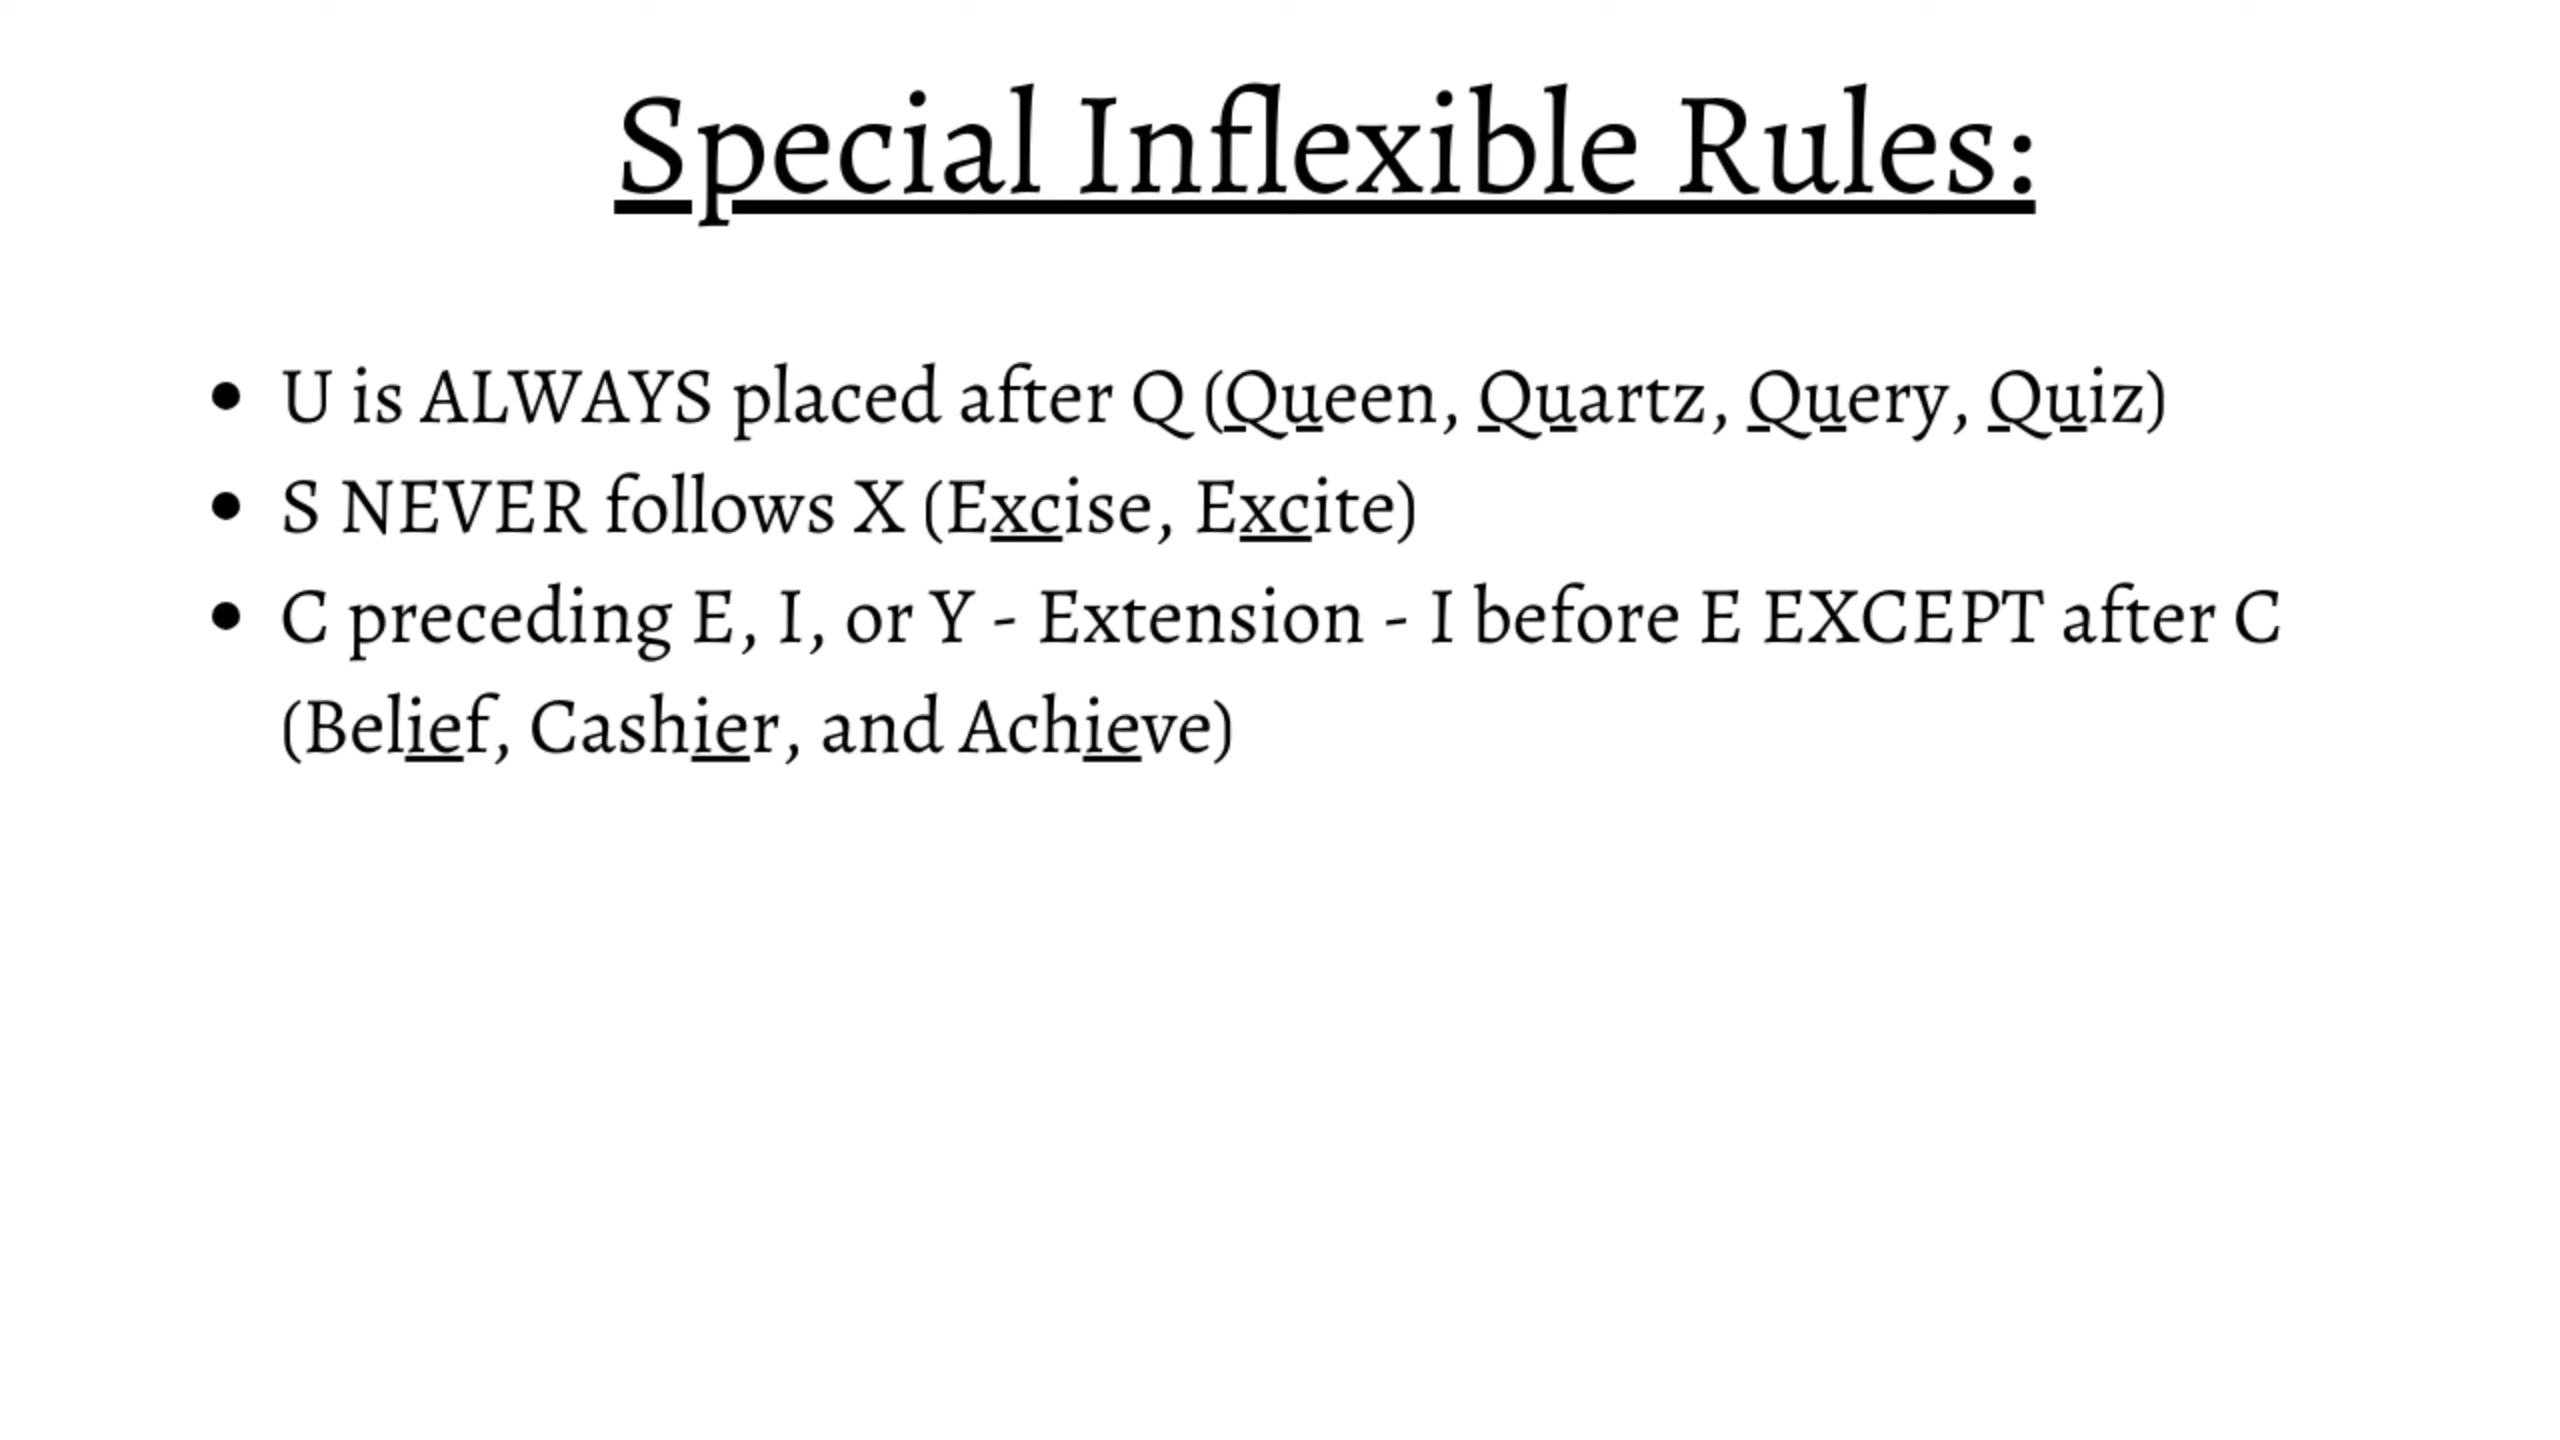 Special Inflexible Rules:
• U is ALWAYS placed after Q (Queen, Quartz, Query, Quiz)
• S NEVER follows X (Excise, Excite)
• C preceding E, I, or Y - Extension - I before E EXCEPT after C
(Belief, Cashier, and Achieve)